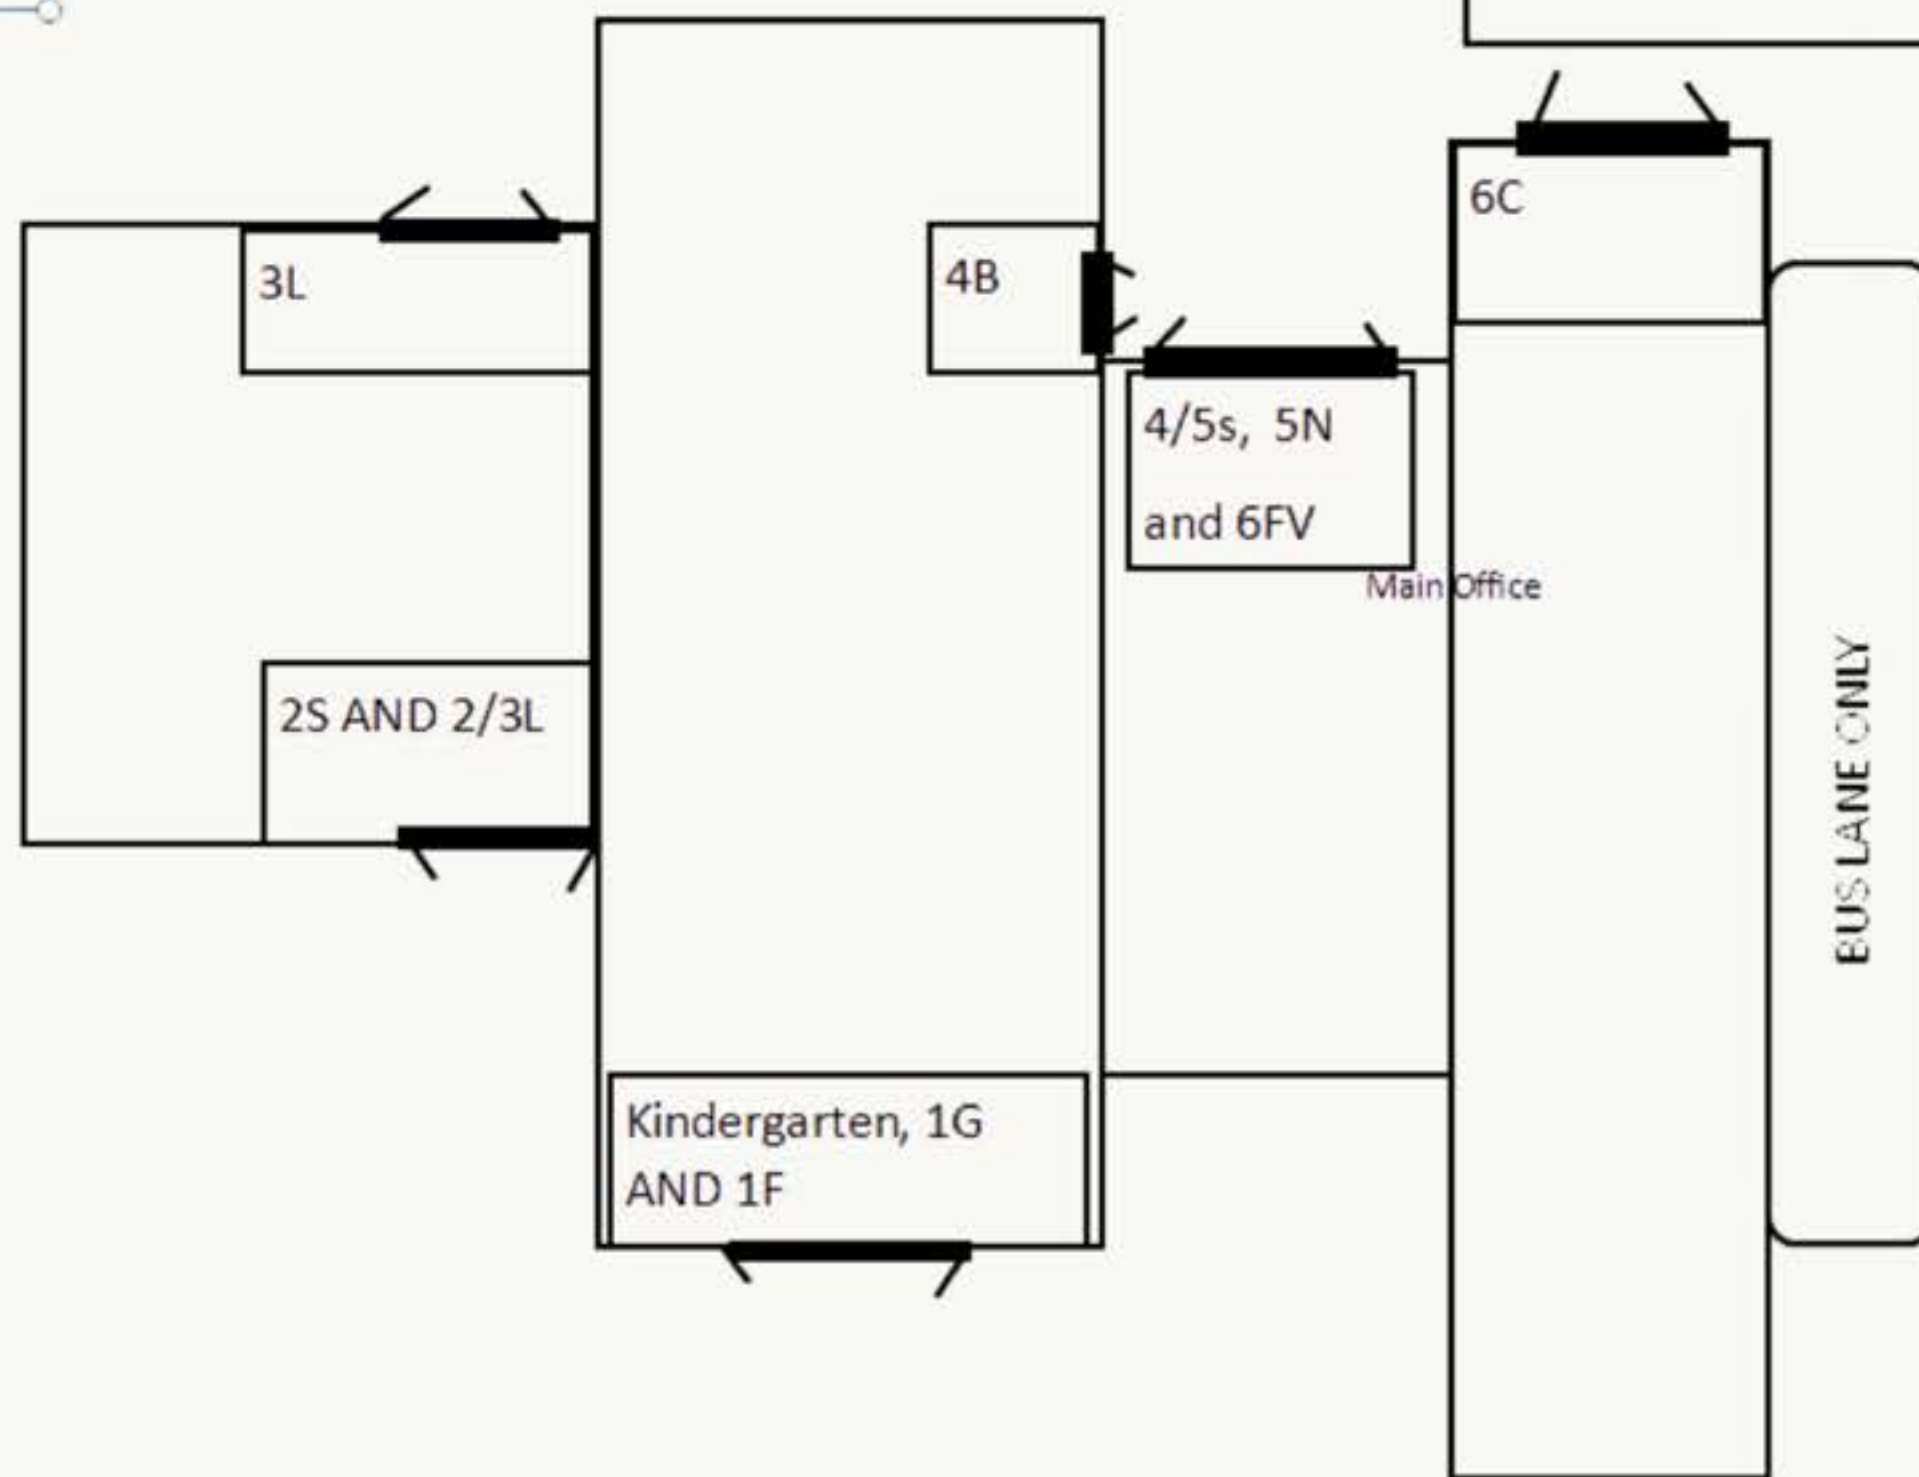 6C
3L
4B
4/5s, 5N
and 6FV
Main Office
2S AND 2/3L
BUS LANE ONLY
Kindergarten, 1G
AND 1F